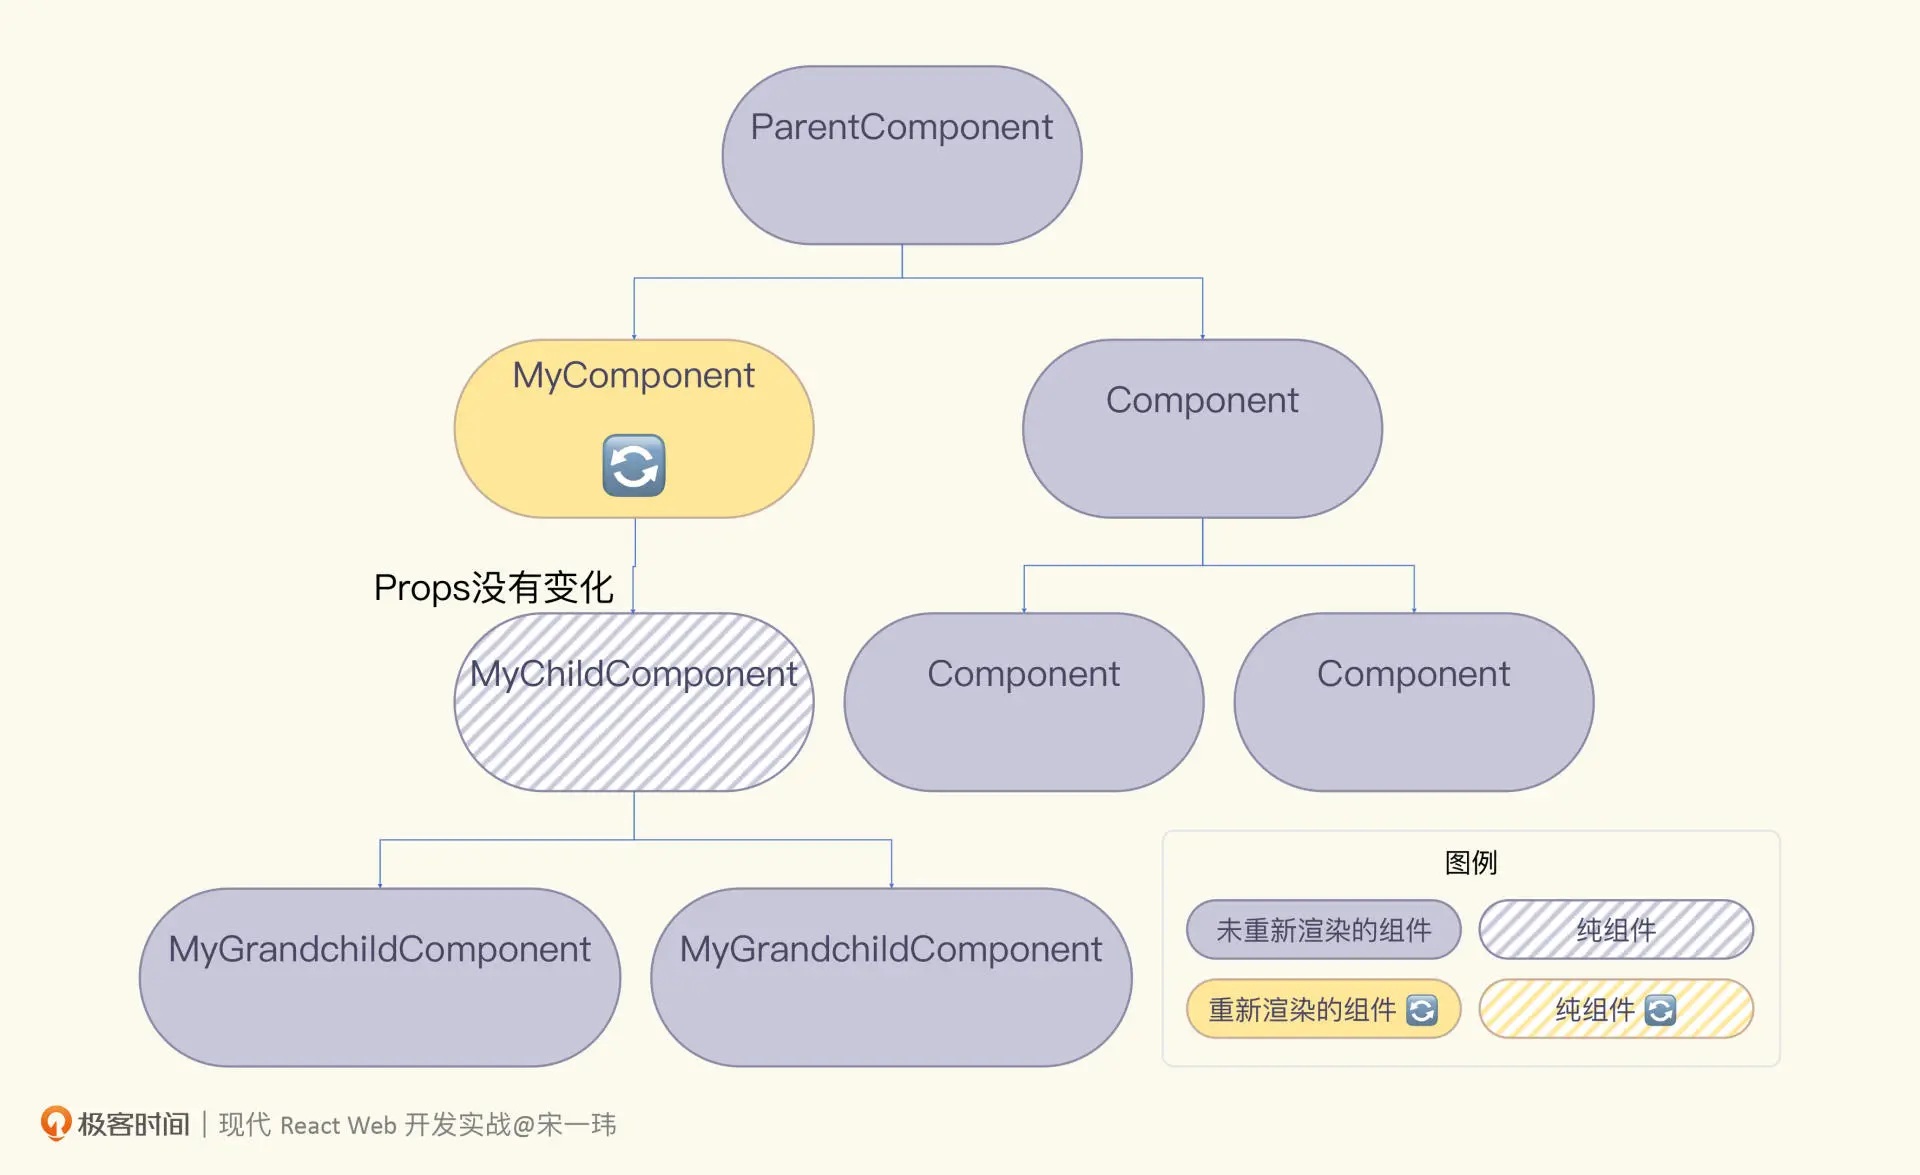 ParentComponent
MyComponent
Component
Props没有变化
MyChildComponent
Component
Component
MyGrandchildComponent
MyGrandchildComponent
图例
未重新渲染的组件
纯组件
重新渲染的组件
纯组件
极客时间 | 现代 React Web 开发实战@宋一玮